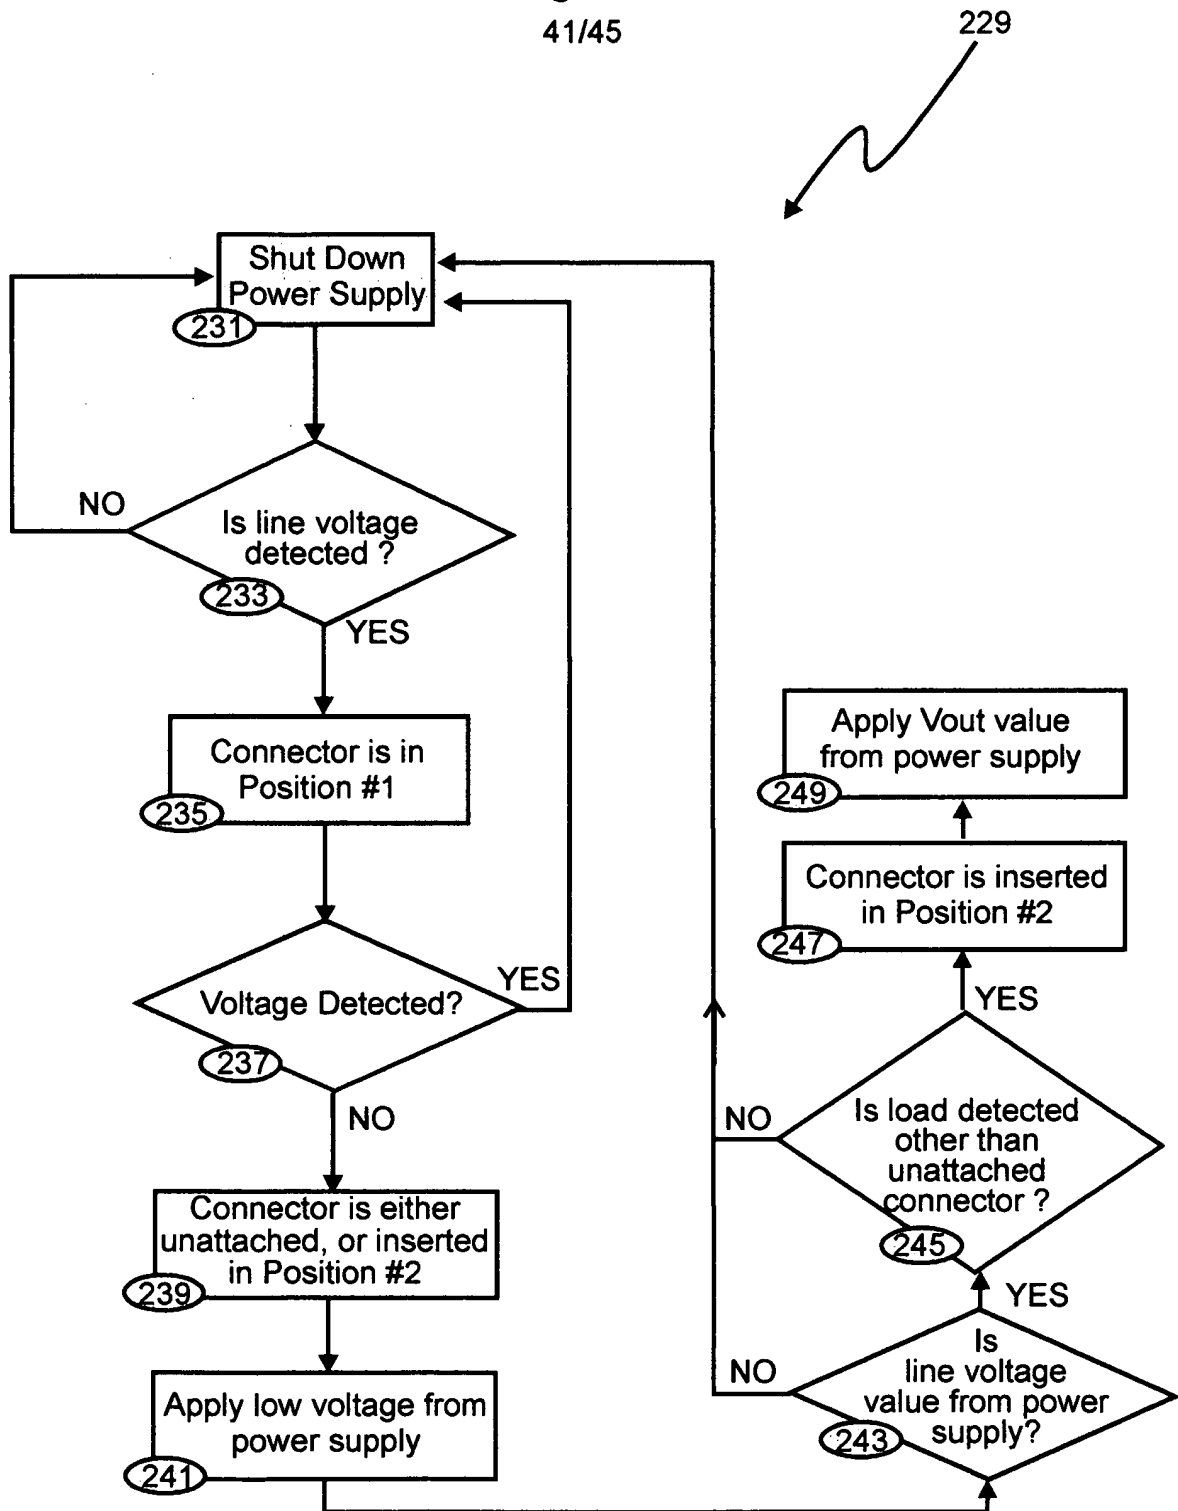 41/45
229
Shut Down
Power Supply
231
NO
Is line voltage
detected ?
233
YES
Connector is in
Position #1
235
Voltage Detected?
YES
237
NO
Connector is either
unattached, or inserted
in Position #2
239
Apply low voltage from
power supply
241
Apply Vout value
from power supply
249
Connector is inserted
in Position #2
247
YES
NO
Is load detected
other than
unattached
connector ?
245
YES
NO
Is
line voltage
value from power
supply?
243